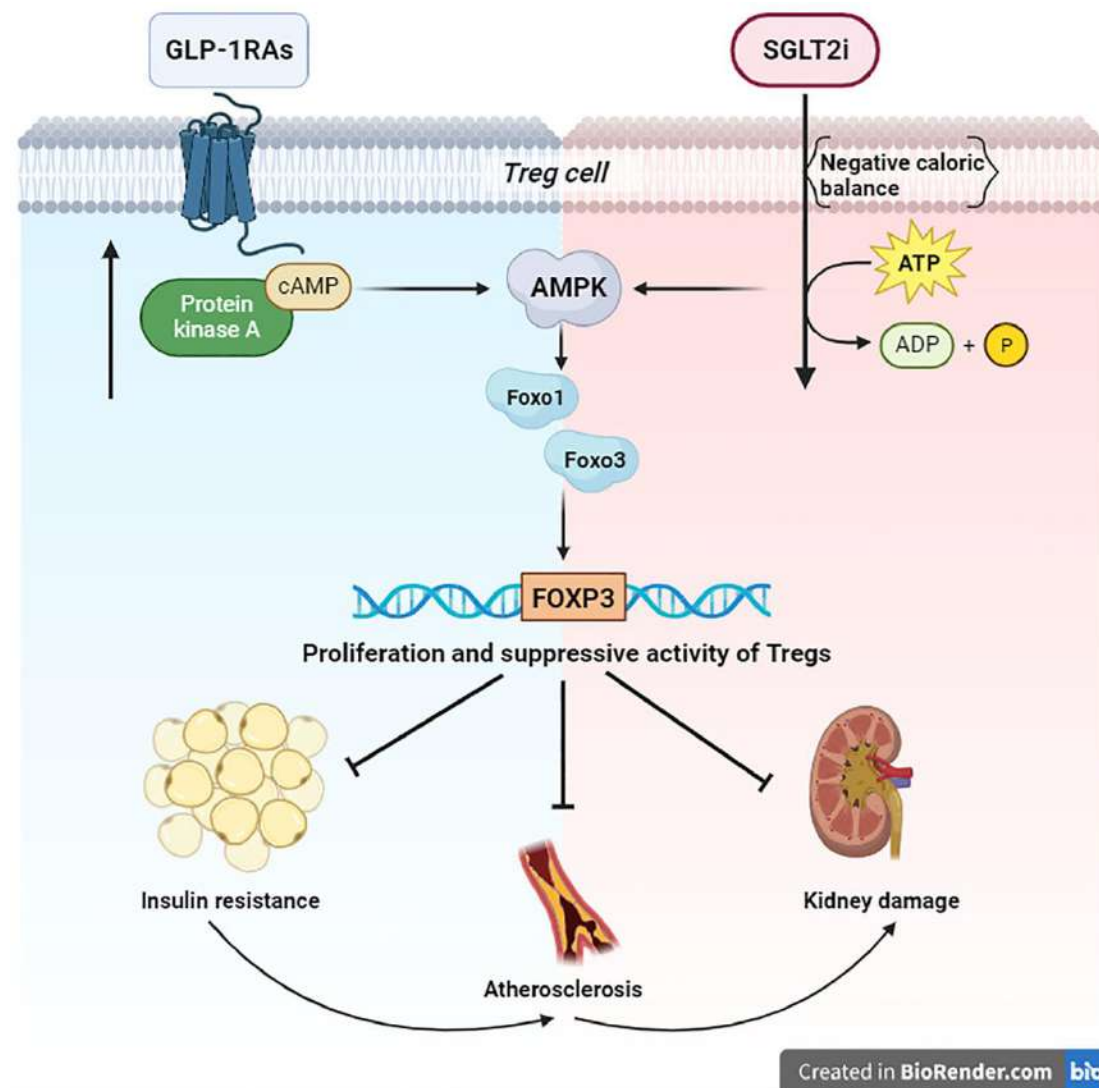 GLP-1RAs
SGLT2i
Treg cell
Negative caloric
balance
cAMP
Protein
kinase A
AMPK
ATP
ADP + P
Foxo1
Foxo3
FOXP3
Proliferation and suppressive activity of Tregs
Insulin resistance
Kidney damage
Atherosclerosis
Created in BioRender.com